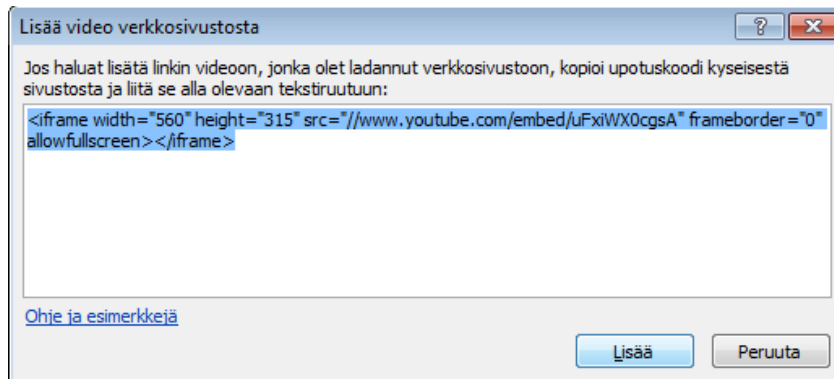 Lisää video verkkosivustosta
Jos haluat lisätä linkin videoon, jonka olet ladannut verkkosivustoon, kopioi upotuskoodi kyseisestä
sivustosta ja liitä se alla olevaan tekstiruutuun:
<iframe width="560" height="315" src="//www.youtube.com/embed/uFxiWX0cgsA" frameborder="0"
allowfullscreen></iframe>
Ohje ja esimerkkejä
Lisää
Peruuta